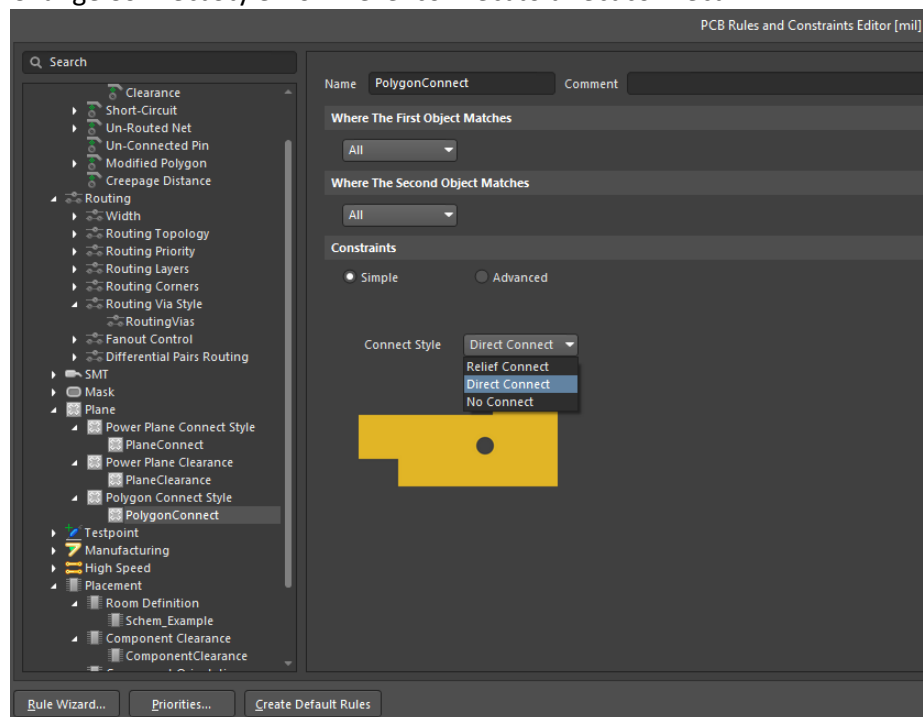 PCB Rules and Constraints Editor [mil]
Search
Clearance
Short-Circuit
Un-Routed Net
Un-Connected Pin
Modified Polygon
Creepage Distance
Routing
Width
Routing Topology
Routing Priority
Routing Layers
Routing Corners
Routing Via Style
RoutingVias
Fanout Control
Differential Pairs Routing
SMT
Mask
Plane
Power Plane Connect Style
PlaneConnect
Power Plane Clearance
PlaneClearance
Polygon Connect Style
PolygonConnect
Testpoint
Manufacturing
High Speed
Placement
Room Definition
Schem_Example
Component Clearance
ComponentClearance
Name PolygonConnect Comment
Where The First Object Matches
All
Where The Second Object Matches
All
Constraints
Simple Advanced
Connect Style Direct Connect
Relief Connect
Direct Connect
No Connect
Rule Wizard... Priorities... Create Default Rules